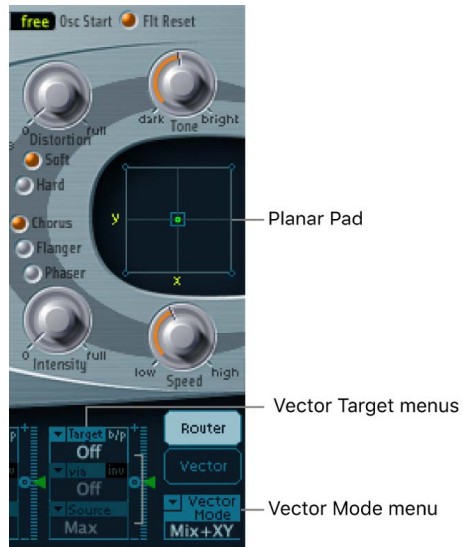 free Osc Start Flt Reset
0 full
Distortion
dark bright
Tone
Soft
Hard
Chorus
Flanger
Phaser
y
x
Planar Pad
0 full
Intensity
low high
Speed
Vector Target menus
Target b/p
Off
via inv
Off
Source
Max
Router
Vector
Vector Mode
Mix+XY
Vector Mode menu